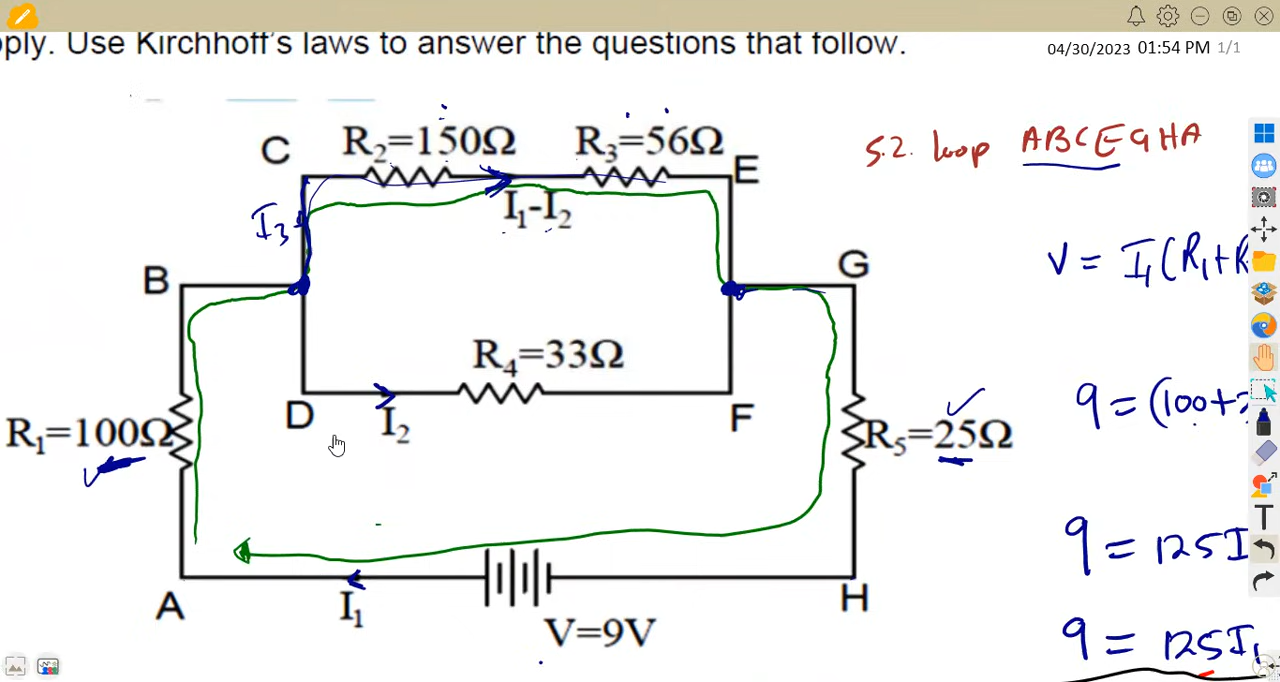 pply. Use Kirchhoff's laws to answer the questions that follow.
04/30/2023 01:54 PM 1/1
C
R₂=150Ω
R₃=56Ω
E
5.2. loop ABCEGHA
I₃
I₁-I₂
B
G
V = I₁(R₁+R
R₄=33Ω
9 = (100+
D
I₂
F
R₁=100Ω
R₅=25Ω
9 = 125I
A
I₁
H
V=9V
9 = 125I₁
T